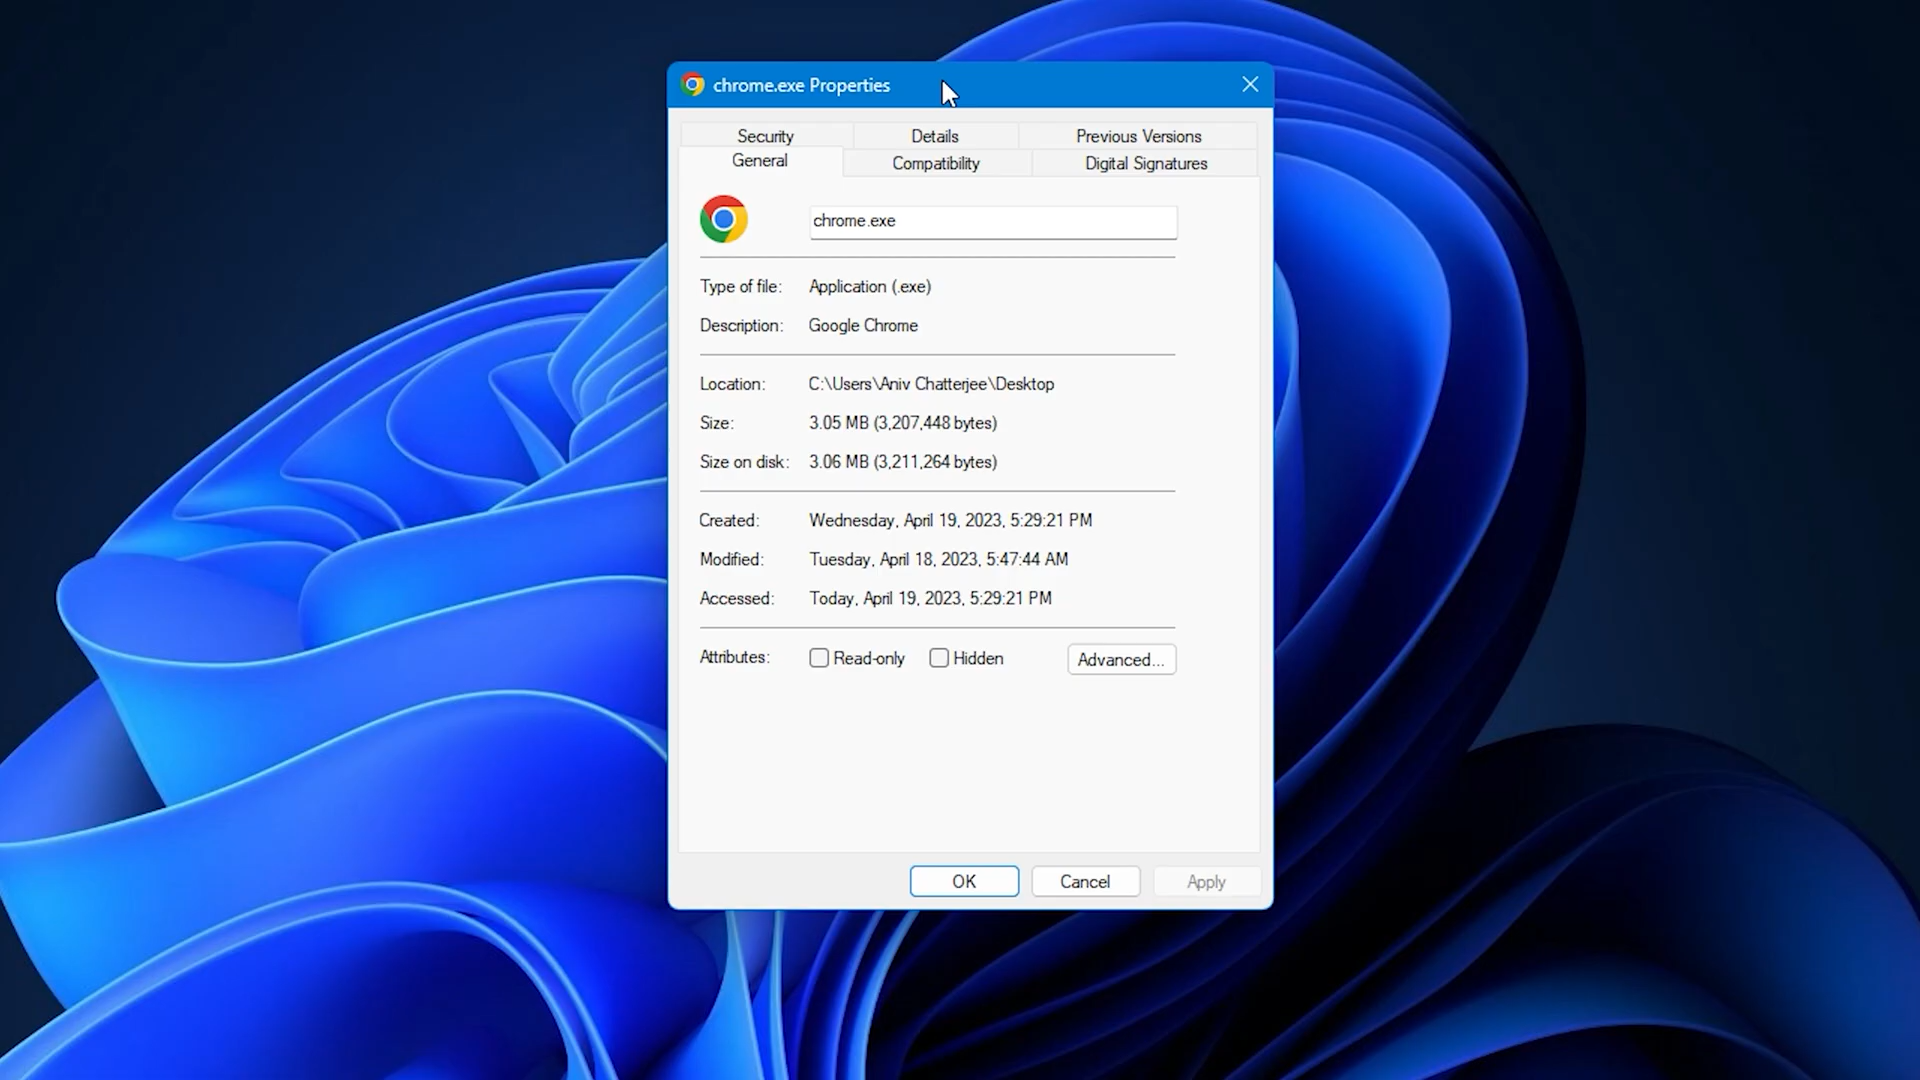 chrome.exe Properties
Security Details Previous Versions
General Compatibility Digital Signatures
chrome.exe
Type of file: Application (.exe)
Description: Google Chrome
Location: C:\Users\Aniv Chatterjee\Desktop
Size: 3.05 MB (3,207,448 bytes)
Size on disk: 3.06 MB (3,211,264 bytes)
Created: Wednesday, April 19, 2023, 5:29:21 PM
Modified: Tuesday, April 18, 2023, 5:47:44 AM
Accessed: Today, April 19, 2023, 5:29:21 PM
Attributes: Read-only Hidden Advanced...
OK Cancel Apply